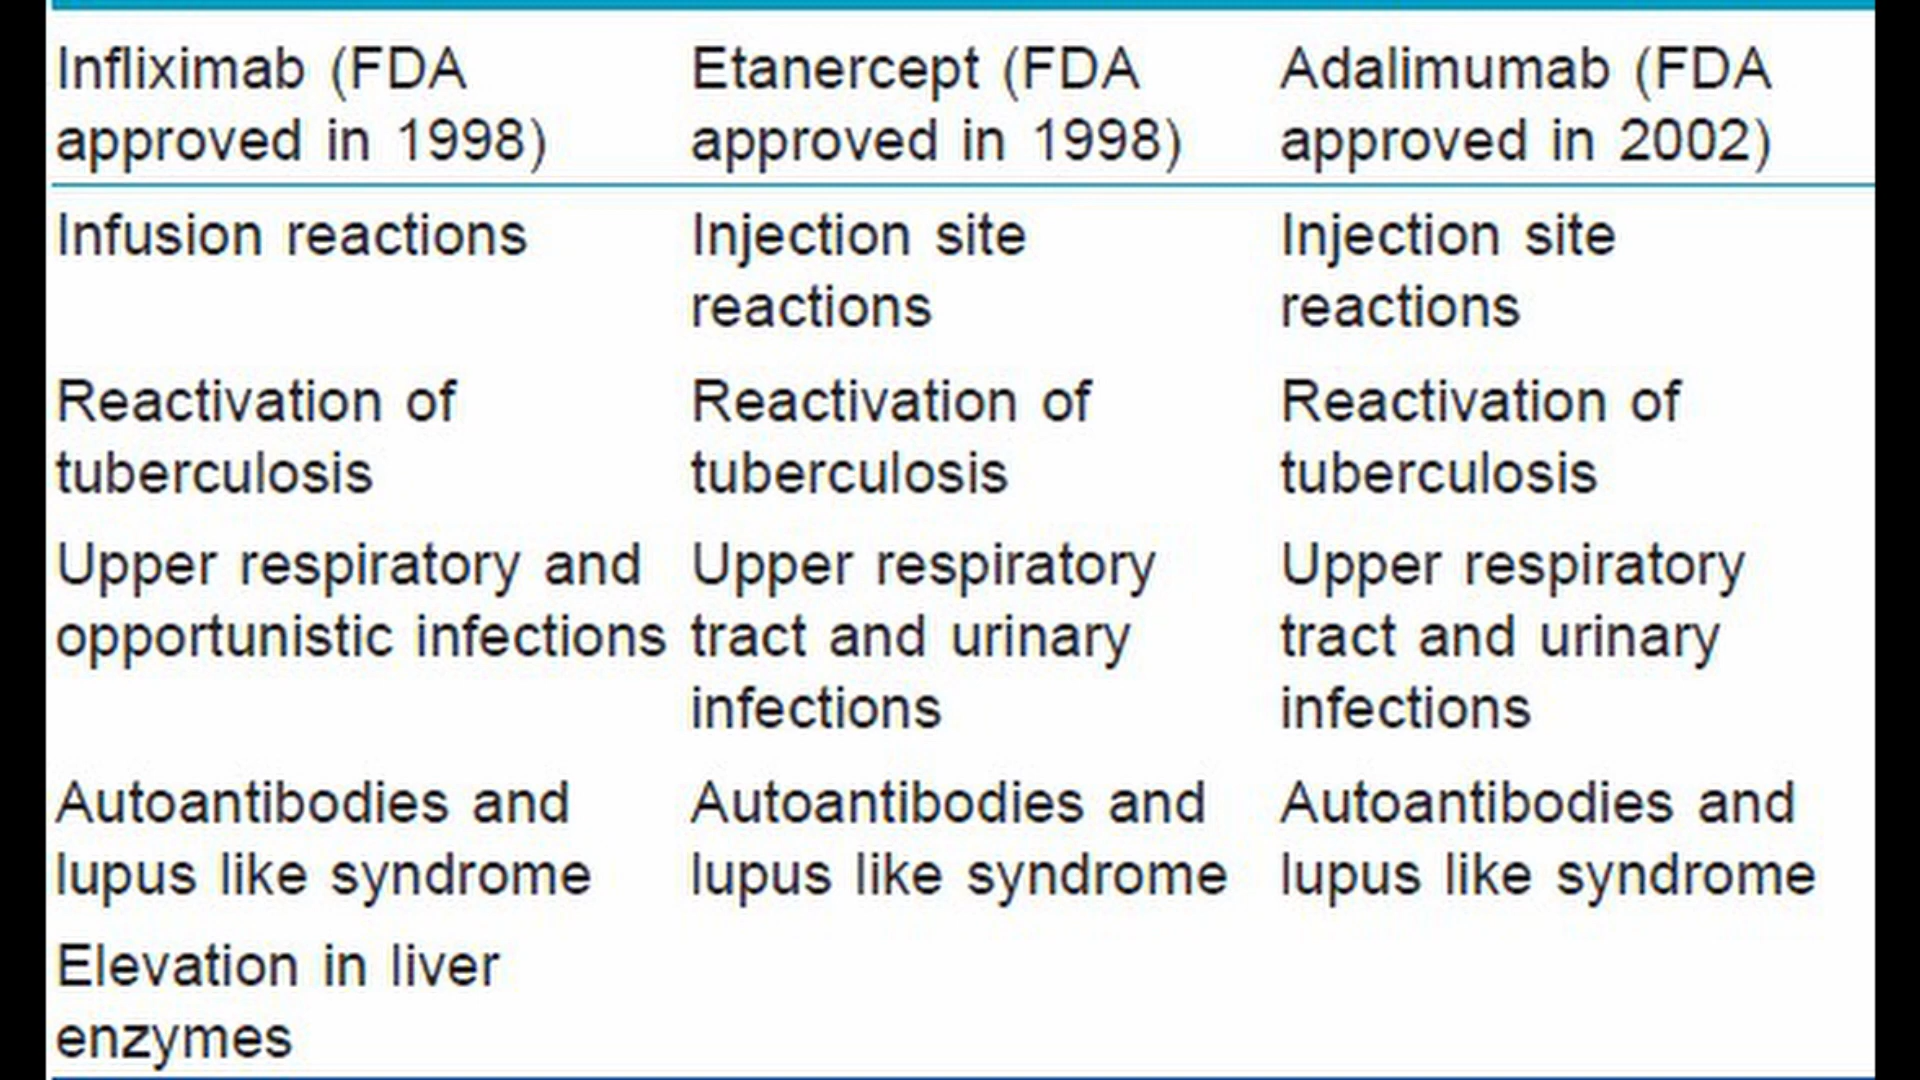 Infliximab (FDA
approved in 1998)
Etanercept (FDA
approved in 1998)
Adalimumab (FDA
approved in 2002)
Infusion reactions
Injection site
reactions
Injection site
reactions
Reactivation of
tuberculosis
Reactivation of
tuberculosis
Reactivation of
tuberculosis
Upper respiratory and
opportunistic infections
Upper respiratory
tract and urinary
infections
Upper respiratory
tract and urinary
infections
Autoantibodies and
lupus like syndrome
Autoantibodies and
lupus like syndrome
Autoantibodies and
lupus like syndrome
Elevation in liver
enzymes